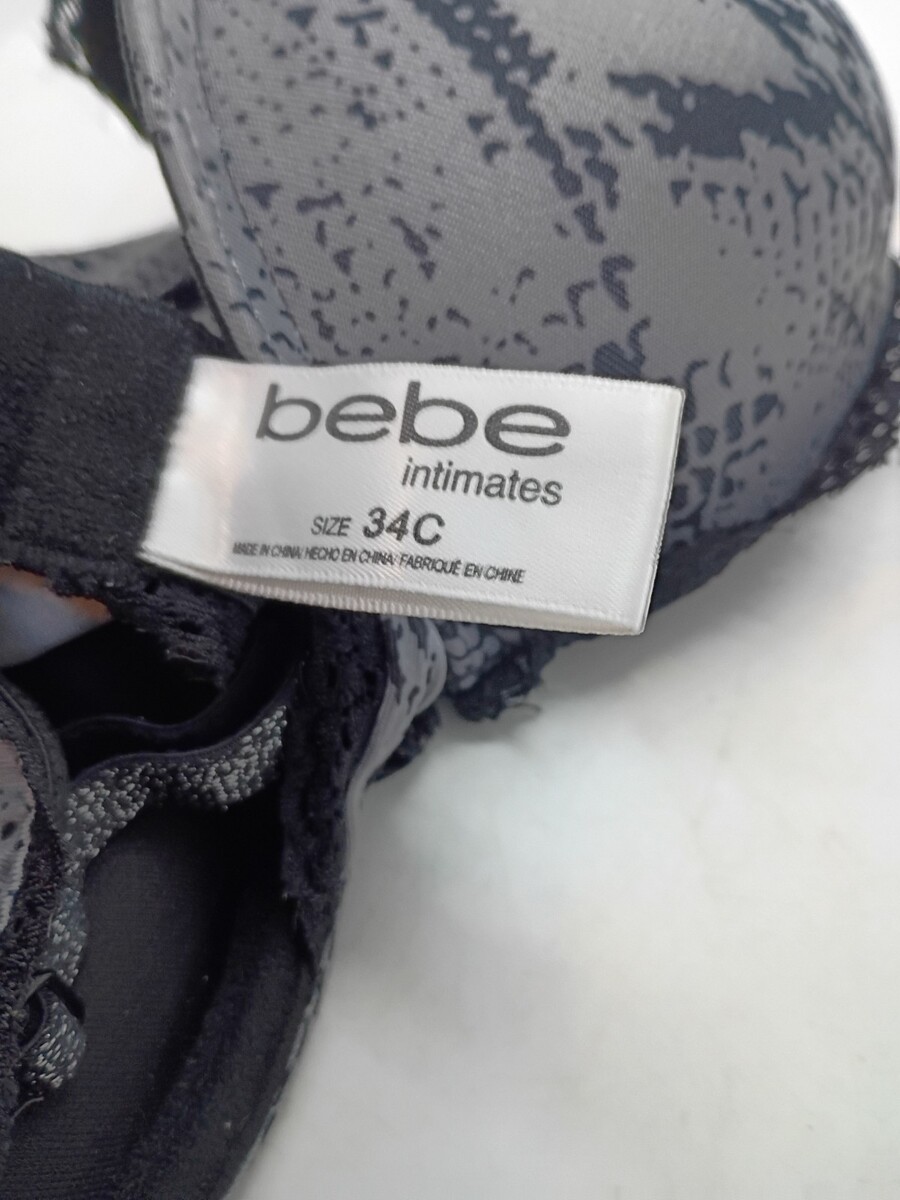 bebe
intimates
SIZE 34C
MADE IN CHINA/ HECHO EN CHINA/ FABRIQUÉ EN CHINE